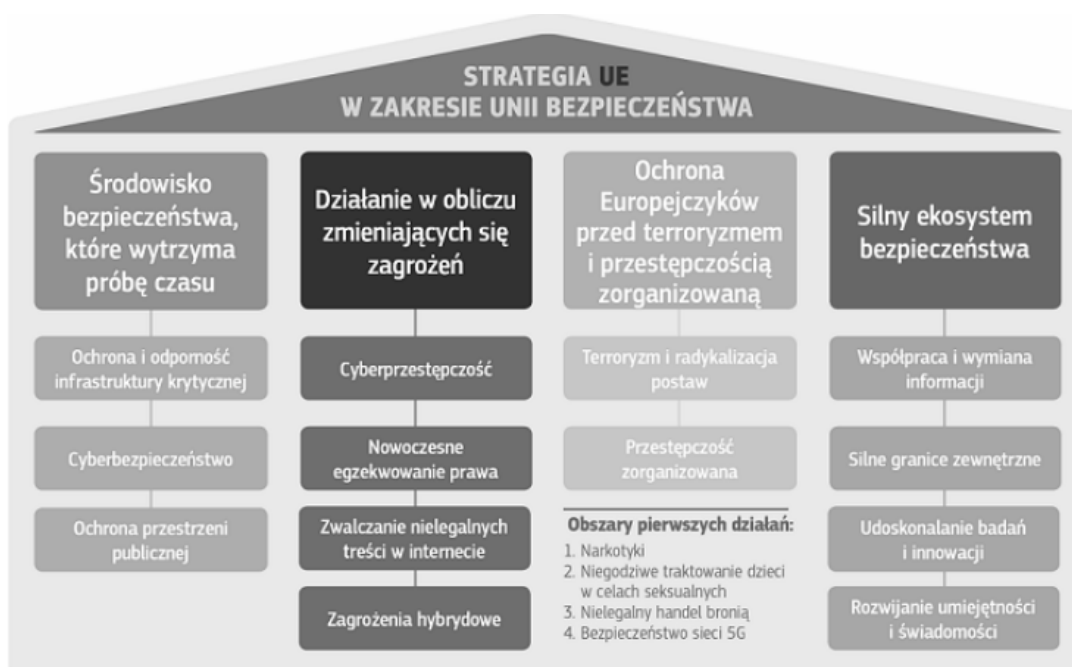 STRATEGIA UE
W ZAKRESIE UNII BEZPIECZEŃSTWA
Środowisko
bezpieczeństwa,
które wytrzyma
próbę czasu
Ochrona i odporność
infrastruktury krytycznej
Cyberbezpieczeństwo
Ochrona przestrzeni
publicznej
Działanie w obliczu
zmieniających się
zagrożeń
Cyberprzestępczość
Nowoczesne
egzekwowanie prawa
Zwalczanie nielegalnych
treści w internecie
Zagrożenia hybrydowe
Ochrona
Europejczyków
przed terroryzmem
i przestępczością
zorganizowaną
Terroryzm i radykalizacja
postaw
Przestępczość
zorganizowana
Obszary pierwszych działań:
1. Narkotyki
2. Niegodziwe traktowanie dzieci
w celach seksualnych
3. Nielegalny handel bronią
4. Bezpieczeństwo sieci 5G
Silny ekosystem
bezpieczeństwa
Współpraca i wymiana
informacji
Silne granice zewnętrzne
Udoskonalanie badań
i innowacji
Rozwijanie umiejętności
i świadomości